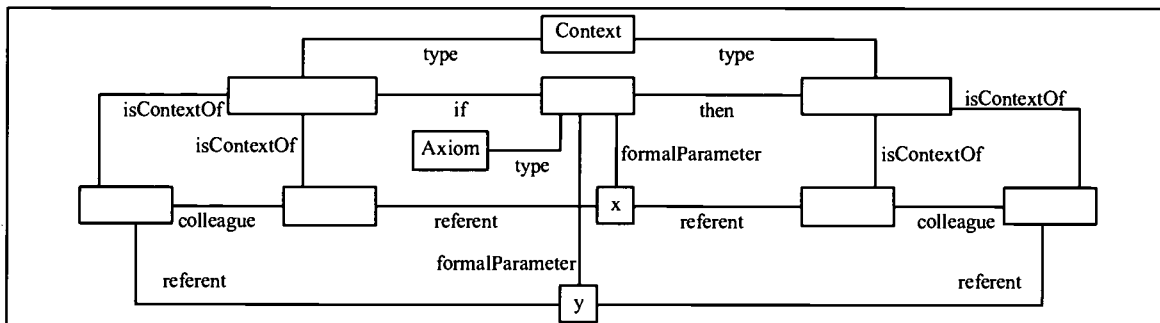 Context
type type
isContextOf if then isContextOf
isContextOf Axiom type formalParameter isContextOf
x
colleague referent referent colleague
formalParameter
referent referent
y